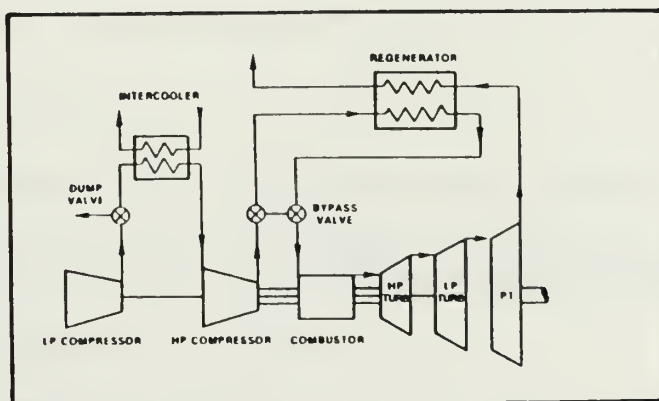 REGENERATOR
INTERCOOLER
DUMP
VALVE
BYPASS
VALVE
HP
TURB
LP
TURB
PT
LP COMPRESSOR
HP COMPRESSOR
COMBUSTOR